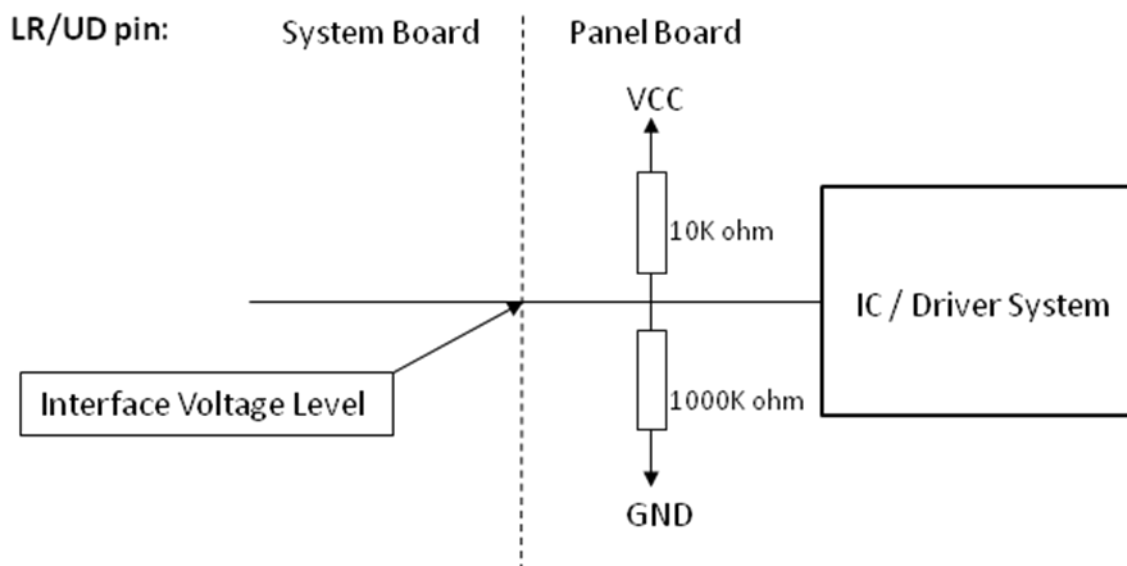 LR/UD pin:
System Board
Panel Board
VCC
10K ohm
IC / Driver System
Interface Voltage Level
1000K ohm
GND